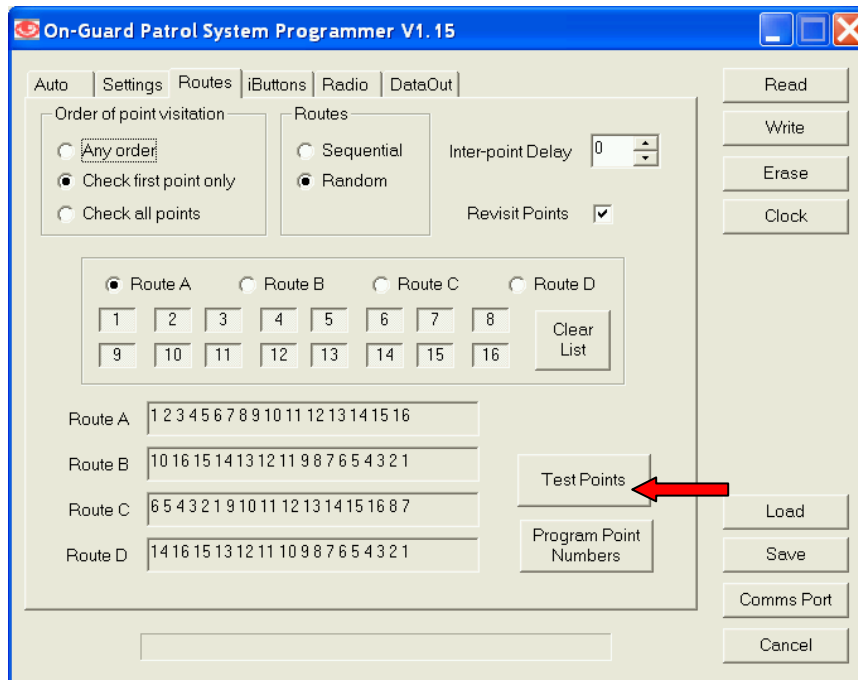 On-Guard Patrol System Programmer V1.15
Auto Settings Routes iButtons Radio DataOut
Order of point visitation
Any order
Check first point only
Check all points
Routes
Sequential
Random
Inter-point Delay 0
Revisit Points
Route A Route B Route C Route D
1 2 3 4 5 6 7 8
9 10 11 12 13 14 15 16
Clear
List
Route A 1 2 3 4 5 6 7 8 9 10 11 12 13 14 15 16
Route B 10 16 15 14 13 12 11 9 8 7 6 5 4 3 2 1
Route C 6 5 4 3 2 1 9 10 11 12 13 14 15 16 8 7
Route D 14 16 15 13 12 11 10 9 8 7 6 5 4 3 2 1
Test Points
Program Point
Numbers
Read
Write
Erase
Clock
Load
Save
Comms Port
Cancel